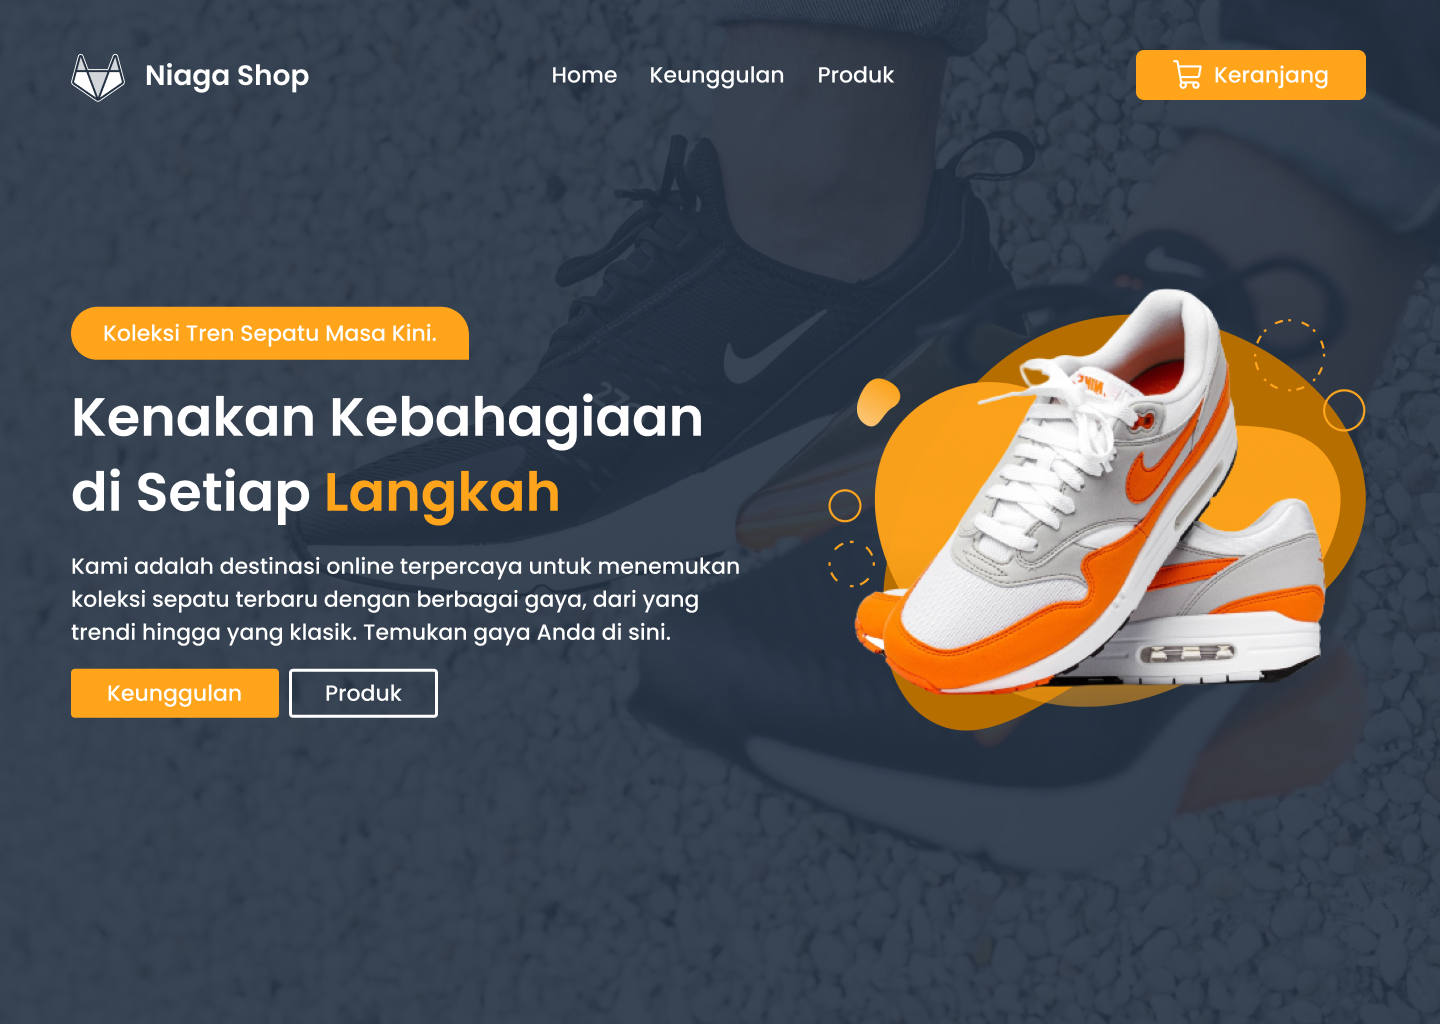 Niaga Shop
Home
Keunggulan
Produk
Keranjang
Koleksi Tren Sepatu Masa Kini.
Kenakan Kebahagiaan
di Setiap Langkah
Kami adalah destinasi online terpercaya untuk menemukan
koleksi sepatu terbaru dengan berbagai gaya, dari yang
trendi hingga yang klasik. Temukan gaya Anda di sini.
Keunggulan
Produk